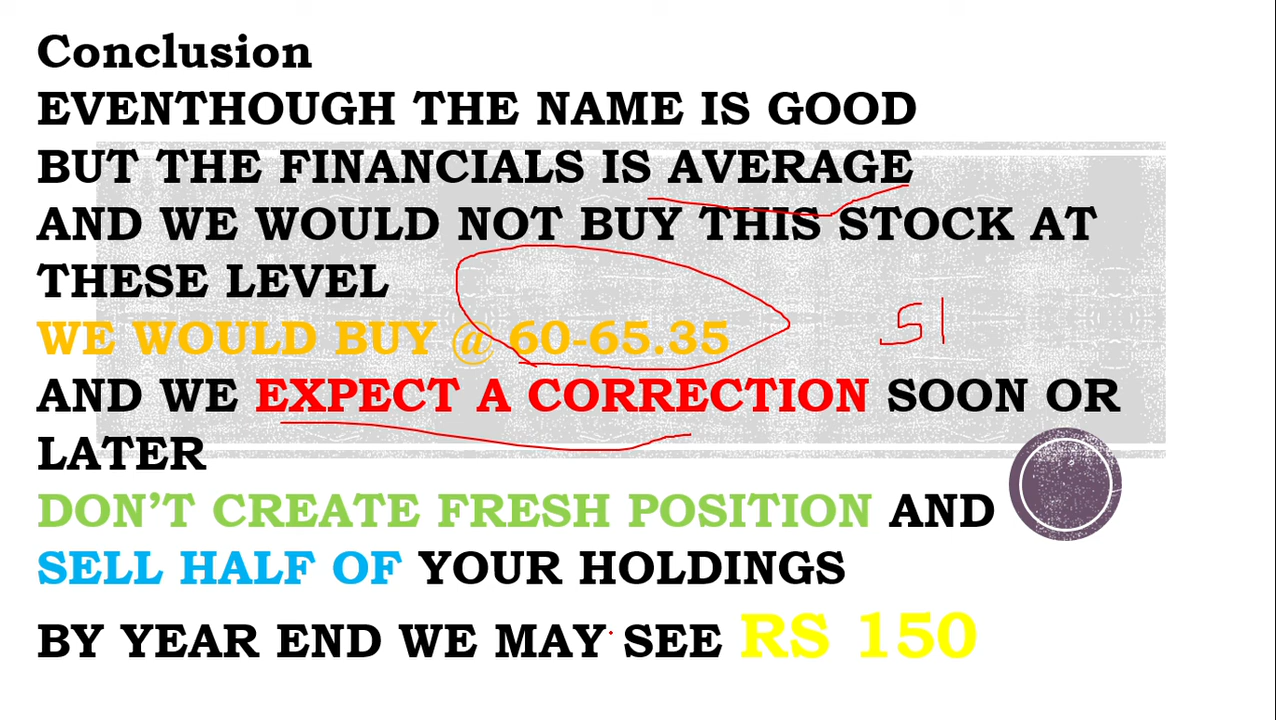 Conclusion
EVENTHOUGH THE NAME IS GOOD
BUT THE FINANCIALS IS AVERAGE
AND WE WOULD NOT BUY THIS STOCK AT
THESE LEVEL
WE WOULD BUY @ 60-65.35
51
AND WE EXPECT A CORRECTION SOON OR
LATER
DON'T CREATE FRESH POSITION AND
SELL HALF OF YOUR HOLDINGS
BY YEAR END WE MAY SEE RS 150